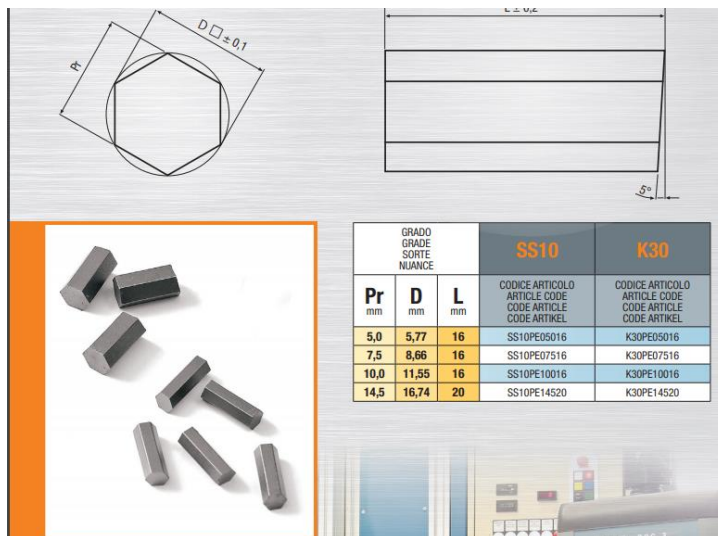 Pr
D □ ± 0,1
L ± 0,2
5°
GRADO
GRADE
SORTE
NUANCE
SS10
K30
Pr
mm
D
mm
L
mm
CODICE ARTICOLO
ARTICLE CODE
CODE ARTICLE
CODE ARTIKEL
CODICE ARTICOLO
ARTICLE CODE
CODE ARTICLE
CODE ARTIKEL
5,0 5,77 16 SS10PE05016 K30PE05016
7,5 8,66 16 SS10PE07516 K30PE07516
10,0 11,55 16 SS10PE10016 K30PE10016
14,5 16,74 20 SS10PE14520 K30PE14520